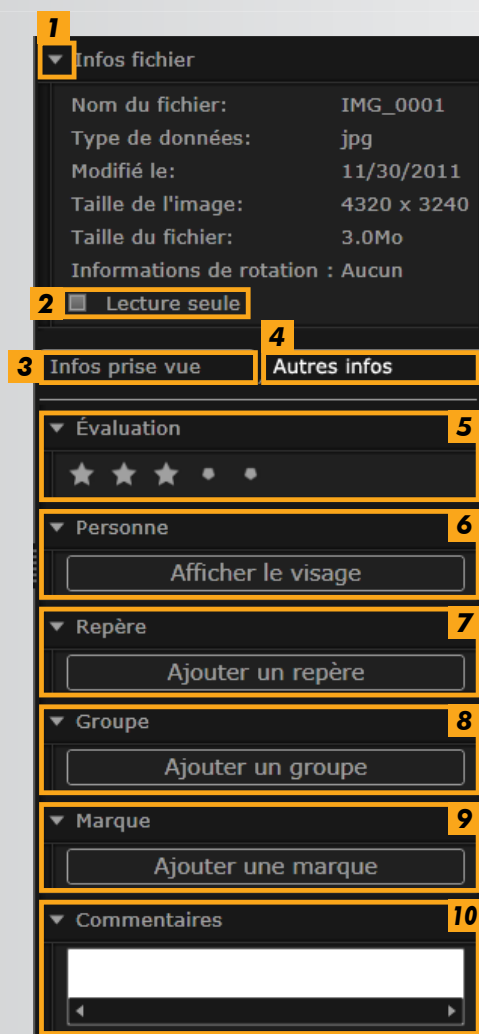 1
Infos fichier
Nom du fichier: IMG_0001
Type de données: jpg
Modifié le: 11/30/2011
Taille de l'image: 4320 x 3240
Taille du fichier: 3.0Mo
Informations de rotation : Aucun
2 Lecture seule
4
3 Infos prise vue Autres infos
Évaluation 5
Personne 6
Afficher le visage
Repère 7
Ajouter un repère
Groupe 8
Ajouter un groupe
Marque 9
Ajouter une marque
Commentaires 10